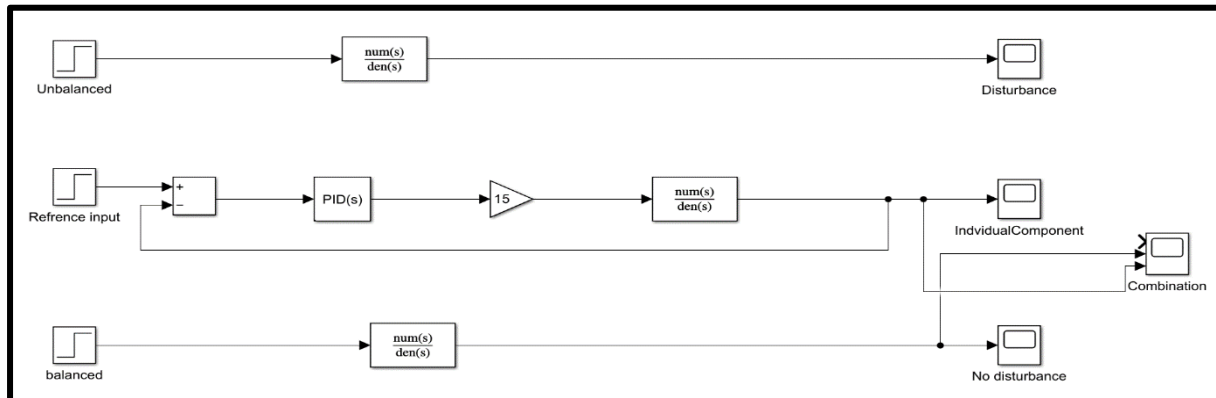 num(s)
den(s)
Unbalanced
Disturbance
+
−
PID(s)
15
num(s)
den(s)
Refrence input
IndvidualComponent
Combination
num(s)
den(s)
balanced
No disturbance